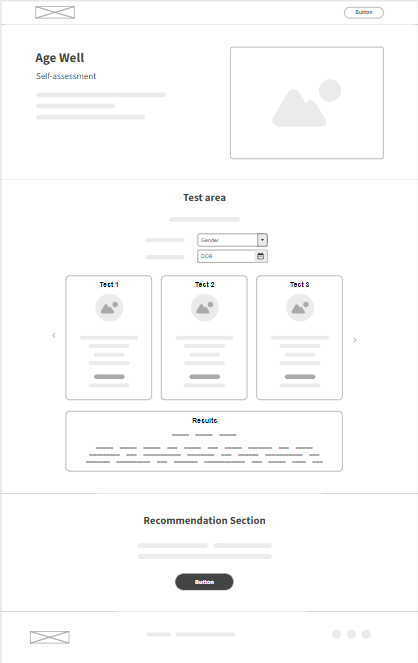 Button
Age Well
Self-assessment
Test area
Gender
DOB
Test 1
Test 2
Test 3
Results
Recommendation Section
Button